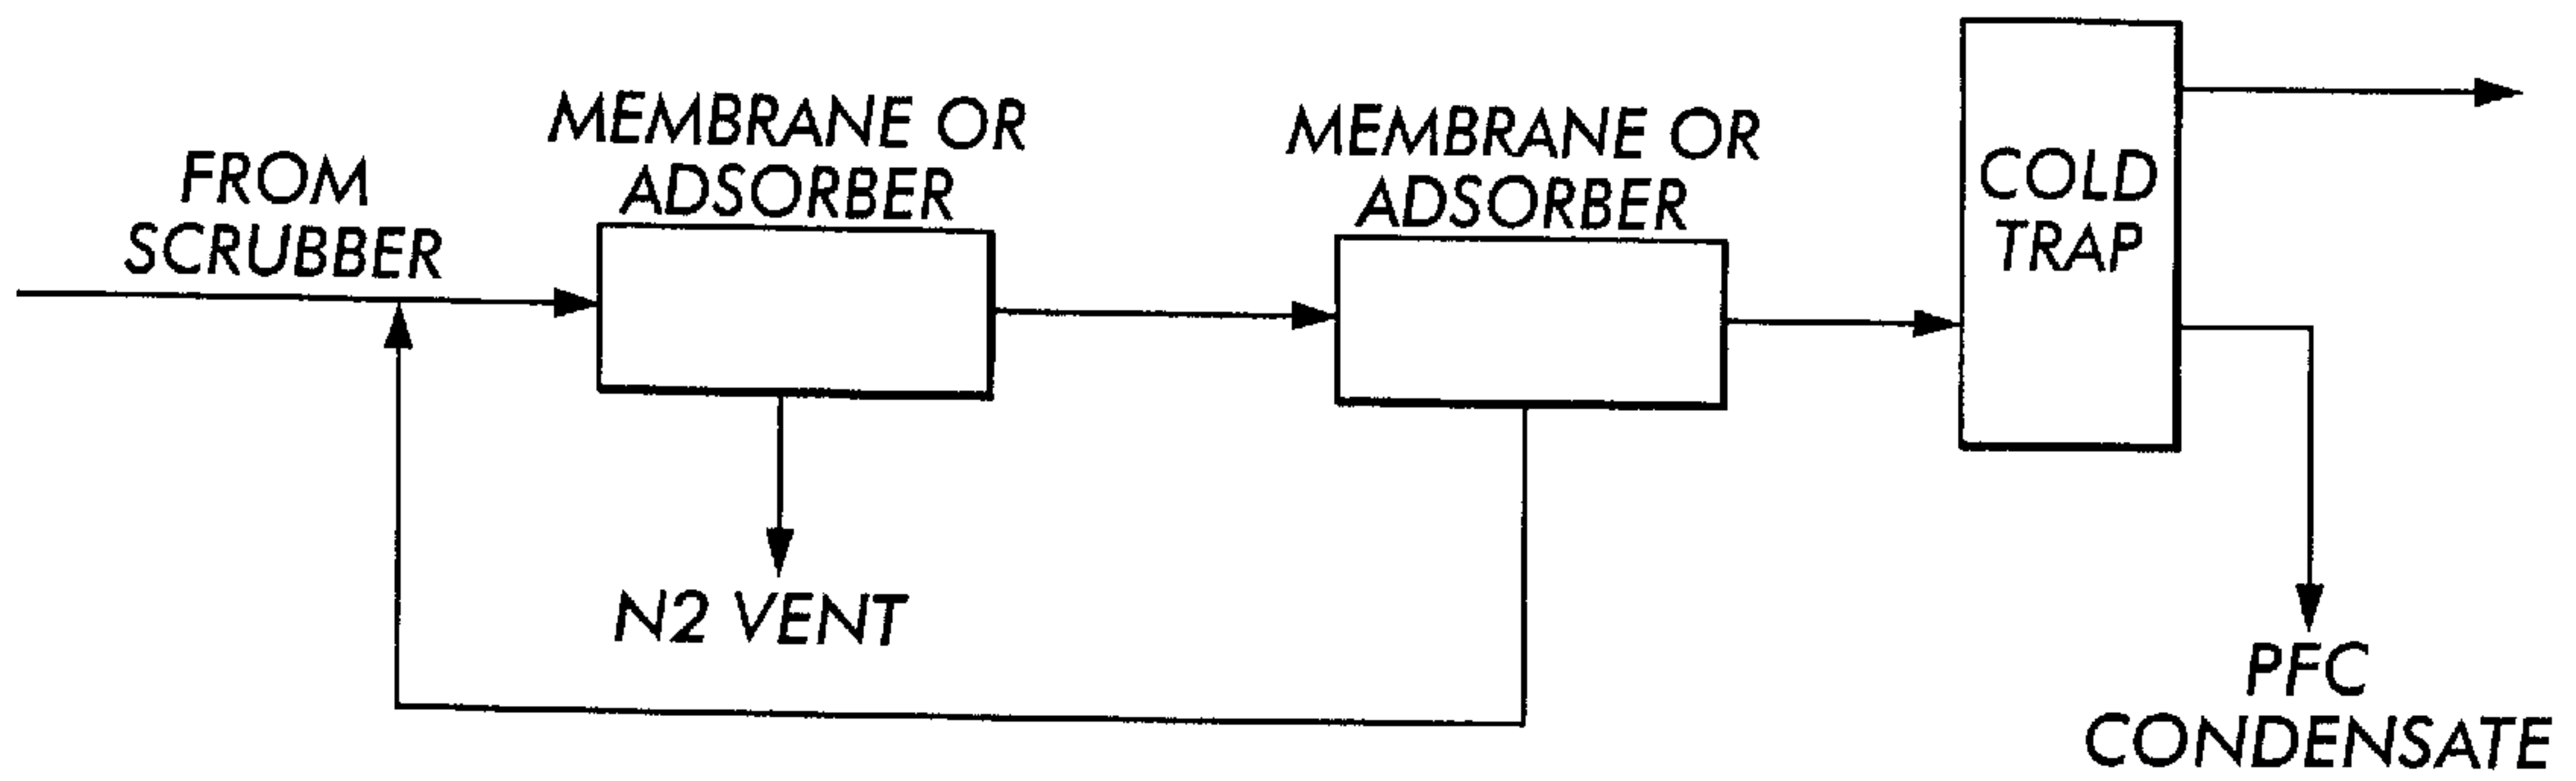 FROM
SCRUBBER
MEMBRANE OR
ADSORBER
N2 VENT
MEMBRANE OR
ADSORBER
COLD
TRAP
PFC
CONDENSATE